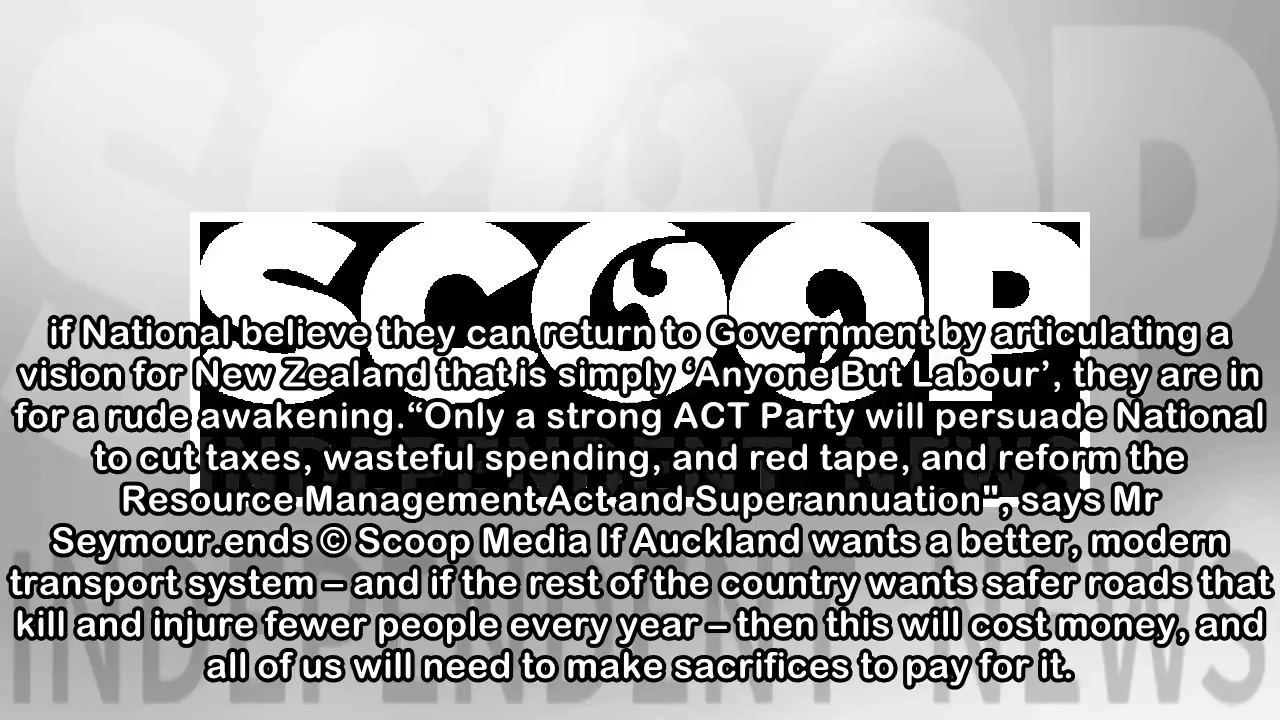 SCOOP
INDEPENDENT NEWS
if National believe they can return to Government by articulating a
vision for New Zealand that is simply ‘Anyone But Labour’, they are in
for a rude awakening.“Only a strong ACT Party will persuade National
to cut taxes, wasteful spending, and red tape, and reform the
Resource Management Act and Superannuation", says Mr
Seymour.ends © Scoop Media If Auckland wants a better, modern
transport system – and if the rest of the country wants safer roads that
kill and injure fewer people every year – then this will cost money, and
all of us will need to make sacrifices to pay for it.